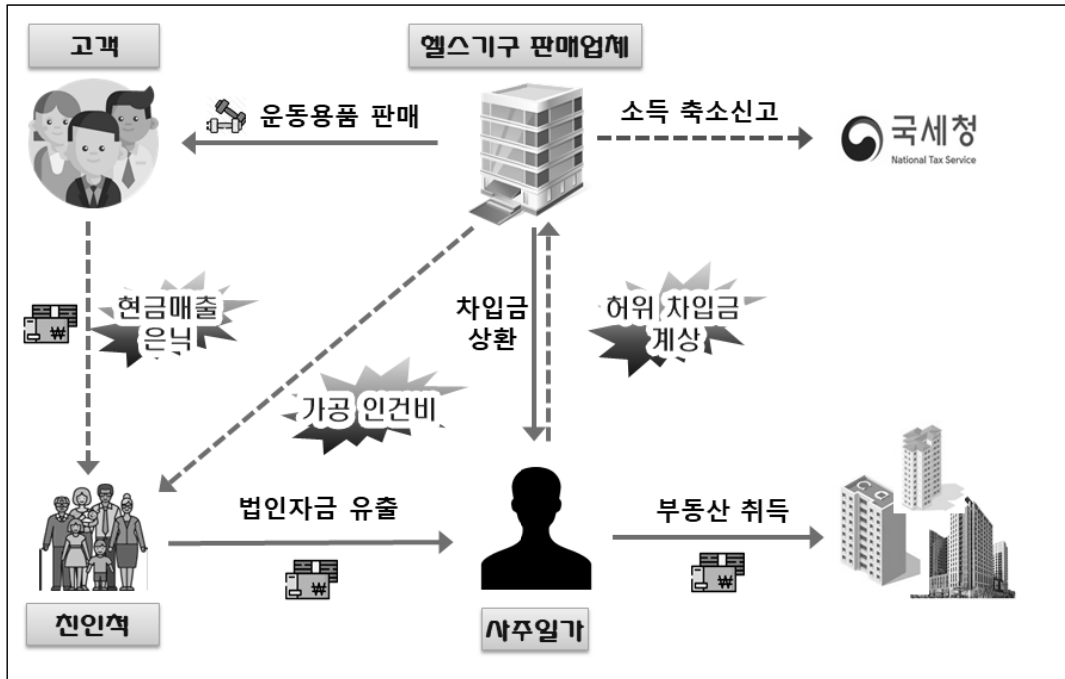 고객
헬스기구 판매업체
운동용품 판매
소득 축소신고
국세청
National Tax Service
현금매출
은닉
차입금
상환
허위 차입금
계상
가공 인건비
법인자금 유출
부동산 취득
친인척
사주일가
₩
₩
₩